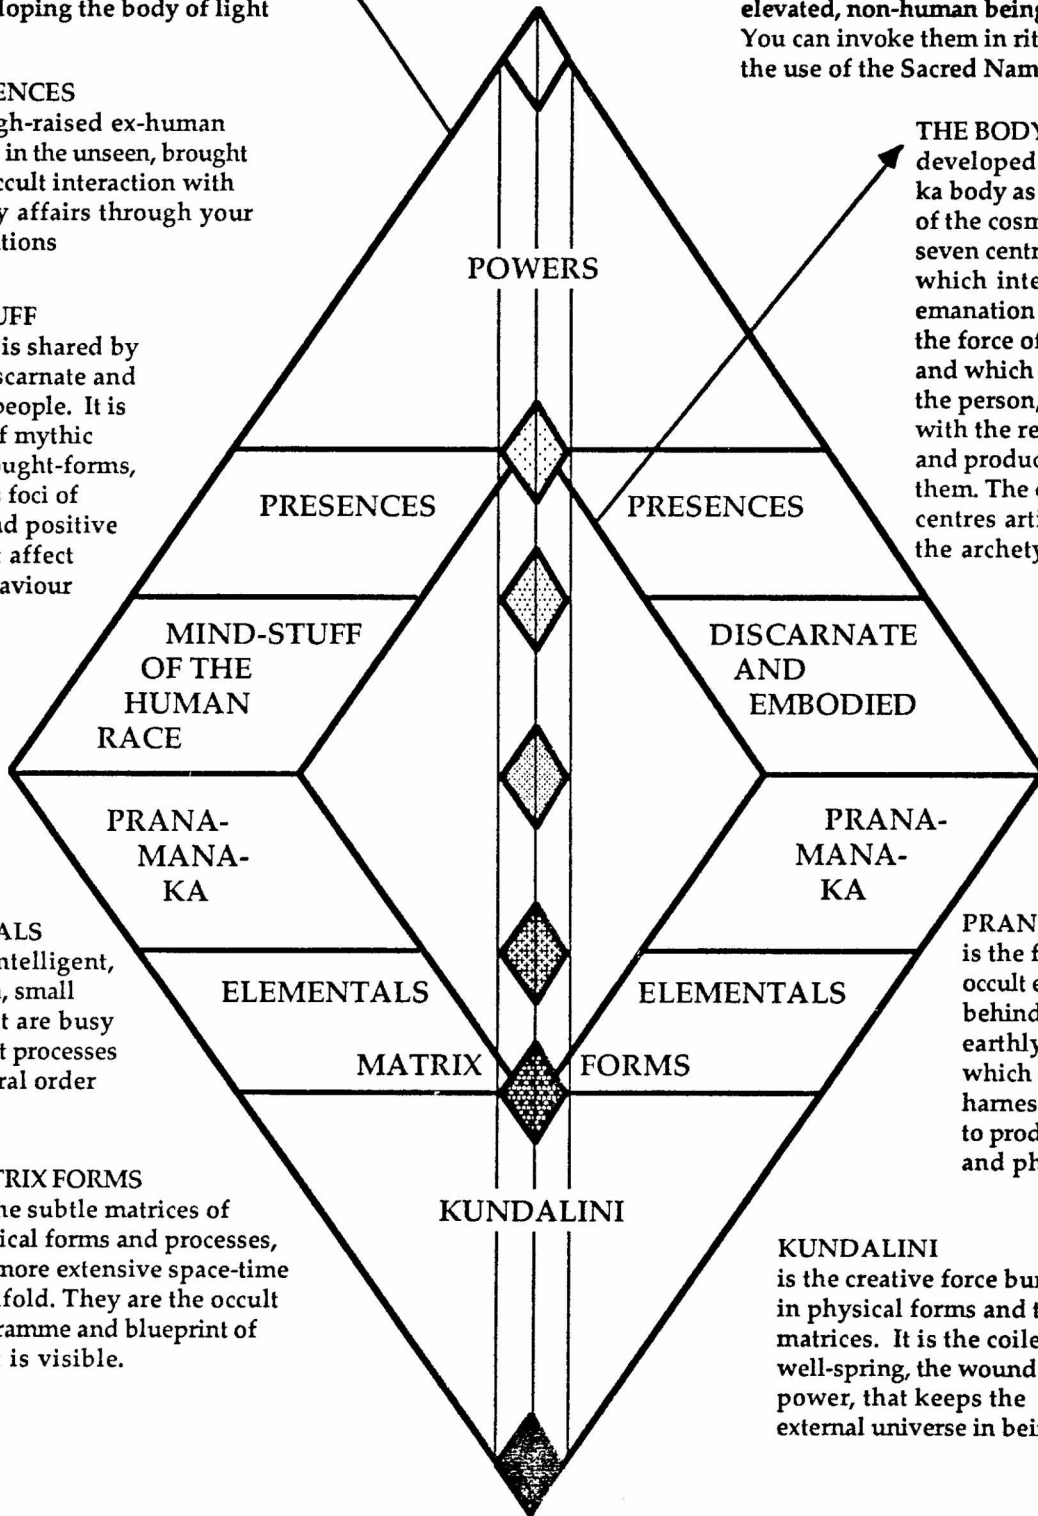 loping the body of light
ENCES
gh-raised ex-human
in the unseen, brought
ccult interaction with
y affairs through your
tions
UFF
is shared by
scarnate and
people. It is
f mythic
ught-forms,
foci of
nd positive
t affect
aviour
ALS
ntelligent,
, small
t are busy
t processes
ral order
TRIX FORMS
he subtle matrices of
ical forms and processes,
more extensive space-time
fold. They are the occult
ramme and blueprint of
t is visible.
POWERS
PRESENCES
PRESENCES
MIND-STUFF
OF THE
HUMAN
RACE
DISCARNATE
AND
EMBODIED
PRANA-
MANA-
KA
PRANA-
MANA-
KA
ELEMENTALS
ELEMENTALS
MATRIX FORMS
KUNDALINI
elevated, non-human being
You can invoke them in rit
the use of the Sacred Nam
THE BODY
developed
ka body as
of the cosm
seven centr
which inte
emanation
the force of
and which
the person,
with the re
and produc
them. The
centres arti
the archety
PRAN
is the f
occult e
behind
earthly
which
harnes
to prod
and ph
KUNDALINI
is the creative force bur
in physical forms and t
matrices. It is the coile
well-spring, the wound
power, that keeps the
external universe in bei